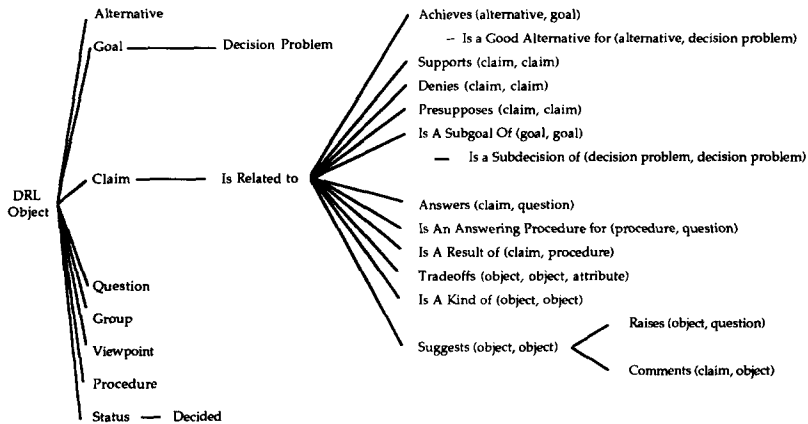 Alternative
Goal
Decision Problem
Claim
Is Related to
DRL
Object
Question
Group
Viewpoint
Procedure
Status
Decided
Achieves (alternative, goal)
– Is a Good Alternative for (alternative, decision problem)
Supports (claim, claim)
Denies (claim, claim)
Presupposes (claim, claim)
Is A Subgoal Of (goal, goal)
— Is a Subdecision of (decision problem, decision problem)
Answers (claim, question)
Is An Answering Procedure for (procedure, question)
Is A Result of (claim, procedure)
Tradeoffs (object, object, attribute)
Is A Kind of (object, object)
Suggests (object, object)
Raises (object, question)
Comments (claim, object)